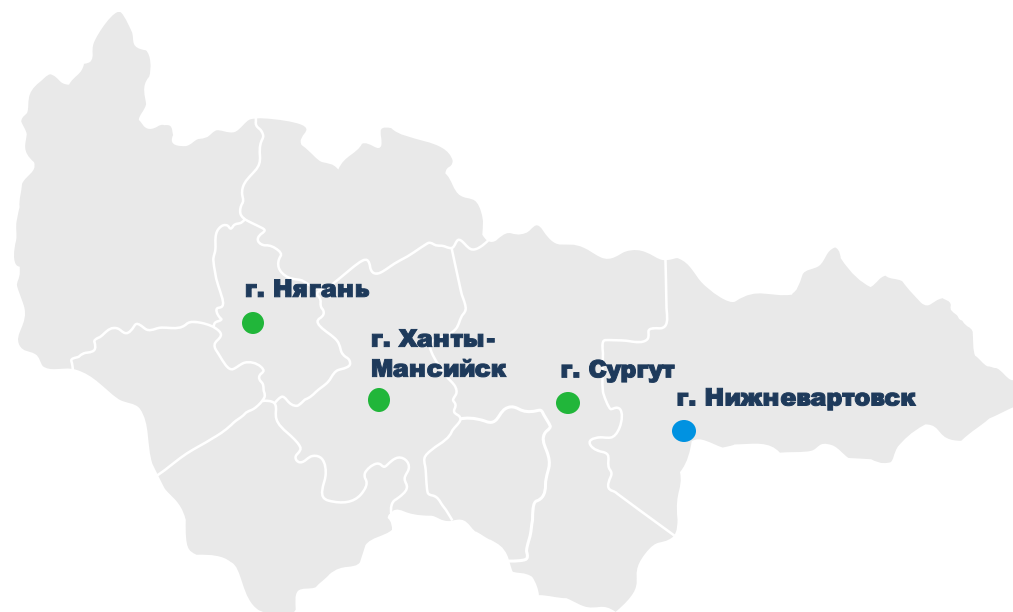 г. Нягань
г. Ханты-
Мансийск
г. Сургут
г. Нижневартовск